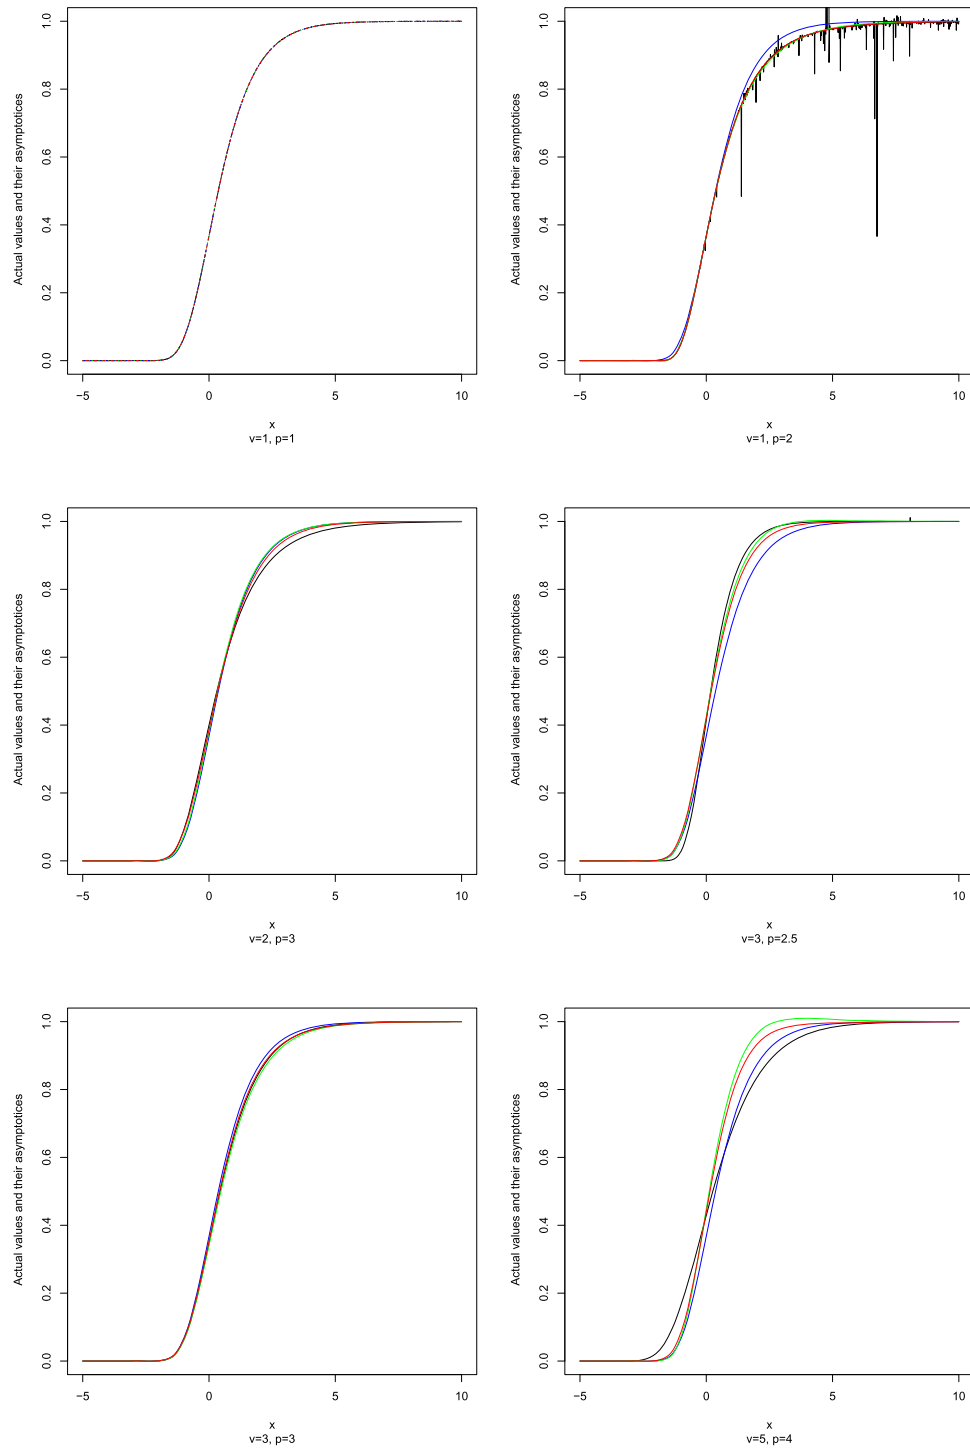 Actual values and their asymptotices
0.0 0.2 0.4 0.6 0.8 1.0
−5 0 5 10
x
v=1, p=1
Actual values and their asymptotices
0.0 0.2 0.4 0.6 0.8 1.0
−5 0 5 10
x
v=1, p=2
Actual values and their asymptotices
0.0 0.2 0.4 0.6 0.8 1.0
−5 0 5 10
x
v=2, p=3
Actual values and their asymptotices
0.0 0.2 0.4 0.6 0.8 1.0
−5 0 5 10
x
v=3, p=2.5
Actual values and their asymptotices
0.0 0.2 0.4 0.6 0.8 1.0
−5 0 5 10
x
v=3, p=3
Actual values and their asymptotices
0.0 0.2 0.4 0.6 0.8 1.0
−5 0 5 10
x
v=5, p=4